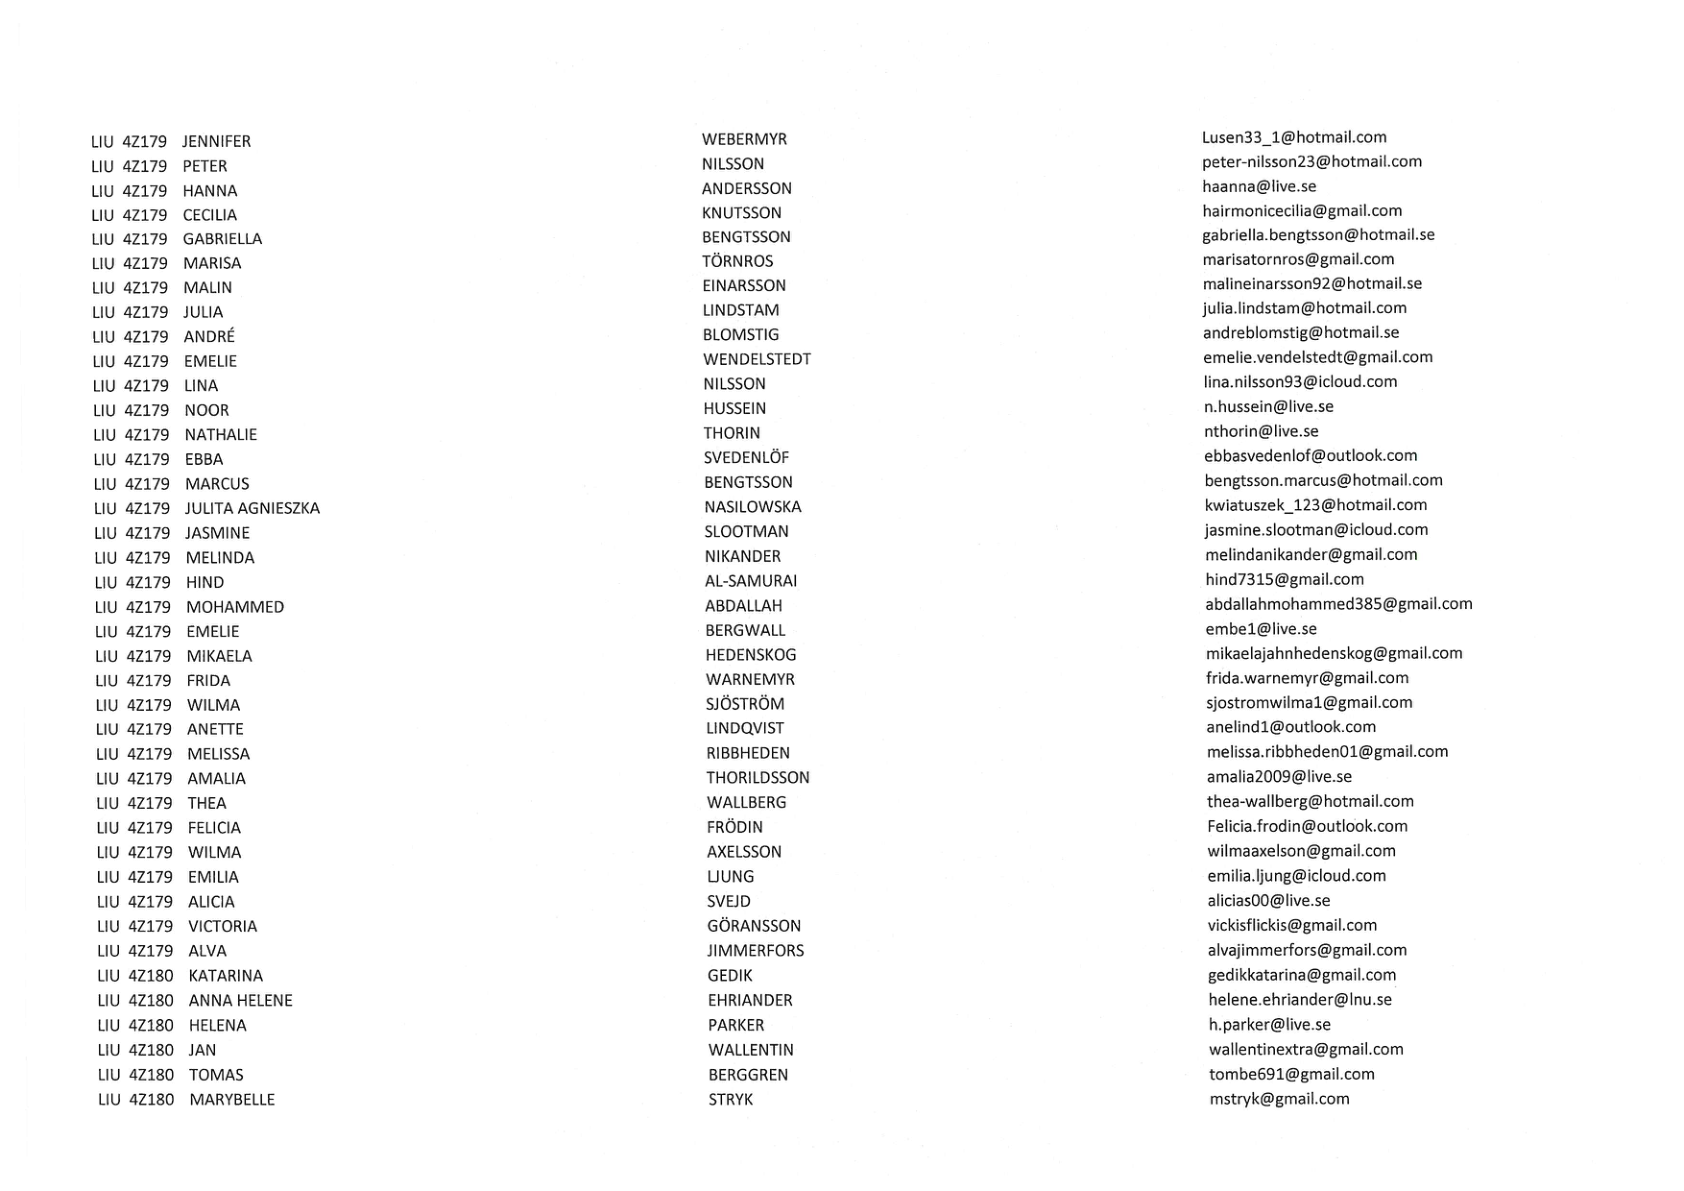 LIU 4Z179 JENNIFER WEBERMYR Lusen33_1@hotmail.com
LIU 4Z179 PETER NILSSON peter-nilsson23@hotmail.com
LIU 4Z179 HANNA ANDERSSON haanna@live.se
LIU 4Z179 CECILIA KNUTSSON hairmonicecilia@gmail.com
LIU 4Z179 GABRIELLA BENGTSSON gabriella.bengtsson@hotmail.se
LIU 4Z179 MARISA TÖRNROS marisatornros@gmail.com
LIU 4Z179 MALIN EINARSSON malineinarsson92@hotmail.se
LIU 4Z179 JULIA LINDSTAM julia.lindstam@hotmail.com
LIU 4Z179 ANDRÉ BLOMSTIG andreblomstig@hotmail.se
LIU 4Z179 EMELIE WENDELSTEDT emelie.vendelstedt@gmail.com
LIU 4Z179 LINA NILSSON lina.nilsson93@icloud.com
LIU 4Z179 NOOR HUSSEIN n.hussein@live.se
LIU 4Z179 NATHALIE THORIN nthorin@live.se
LIU 4Z179 EBBA SVEDENLÖF ebbasvedenlof@outlook.com
LIU 4Z179 MARCUS BENGTSSON bengtsson.marcus@hotmail.com
LIU 4Z179 JULITA AGNIESZKA NASILOWSKA kwiatuszek_123@hotmail.com
LIU 4Z179 JASMINE SLOOTMAN jasmine.slootman@icloud.com
LIU 4Z179 MELINDA NIKANDER melindanikander@gmail.com
LIU 4Z179 HIND AL-SAMURAI hind7315@gmail.com
LIU 4Z179 MOHAMMED ABDALLAH abdallahmohammed385@gmail.com
LIU 4Z179 EMELIE BERGWALL embe1@live.se
LIU 4Z179 MiKAELA HEDENSKOG mikaelajahnhedenskog@gmail.com
LIU 4Z179 FRIDA WARNEMYR frida.warnemyr@gmail.com
LIU 4Z179 WILMA SJÖSTRÖM sjostromwilma1@gmail.com
LIU 4Z179 ANETTE LINDQVIST anelind1@outlook.com
LIU 4Z179 MELISSA RIBBHEDEN melissa.ribbheden01@gmail.com
LIU 4Z179 AMALIA THORILDSSON amalia2009@live.se
LIU 4Z179 THEA WALLBERG thea-wallberg@hotmail.com
LIU 4Z179 FELICIA FRÖDIN Felicia.frodin@outlook.com
LIU 4Z179 WILMA AXELSSON wilmaaxelson@gmail.com
LIU 4Z179 EMILIA LJUNG emilia.ljung@icloud.com
LIU 4Z179 ALICIA SVEJD alicias00@live.se
LIU 4Z179 VICTORIA GÖRANSSON vickisflickis@gmail.com
LIU 4Z179 ALVA JIMMERFORS alvajimmerfors@gmail.com
LIU 4Z180 KATARINA GEDIK gedikkatarina@gmail.com
LIU 4Z180 ANNA HELENE EHRIANDER helene.ehriander@lnu.se
LIU 4Z180 HELENA PARKER h.parker@live.se
LIU 4Z180 JAN WALLENTIN wallentinextra@gmail.com
LIU 4Z180 TOMAS BERGGREN tombe691@gmail.com
LIU 4Z180 MARYBELLE STRYK mstryk@gmail.com